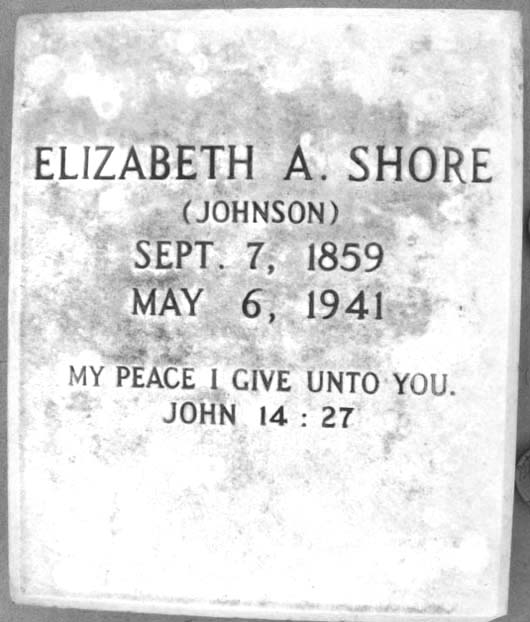 ELIZABETH A. SHORE
(JOHNSON)
SEPT. 7, 1859
MAY 6, 1941
MY PEACE I GIVE UNTO YOU.
JOHN 14 : 27